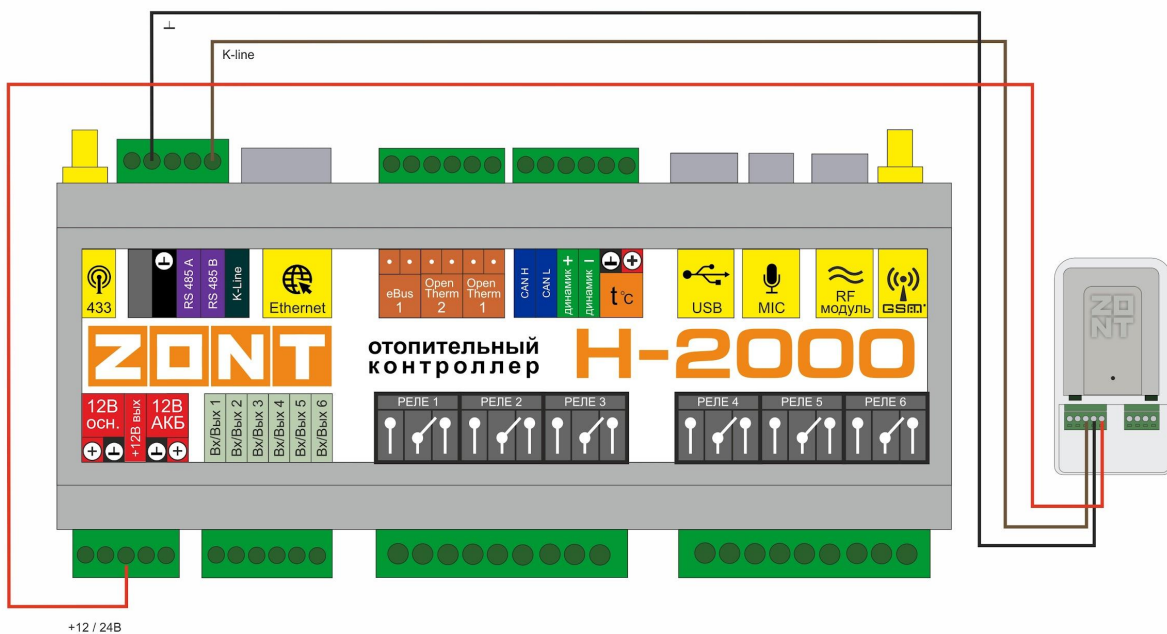 ⊥
K-line
433
RS 485 A
RS 485 B
K-Line
Ethernet
eBus
1
Open
Therm
2
Open
Therm
1
CAN H
CAN L
динамик +
динамик –
t°C
USB
MIC
RF
модуль
GSM
ZONT
отопительный
контроллер
H-2000
ZONT
12В
осн.
+12В вых
12В
АКБ
Вх/Вых 1
Вх/Вых 2
Вх/Вых 3
Вх/Вых 4
Вх/Вых 5
Вх/Вых 6
РЕЛЕ 1
РЕЛЕ 2
РЕЛЕ 3
РЕЛЕ 4
РЕЛЕ 5
РЕЛЕ 6
+12 / 24В